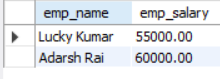 emp_name emp_salary
Lucky Kumar 55000.00
Adarsh Rai 60000.00